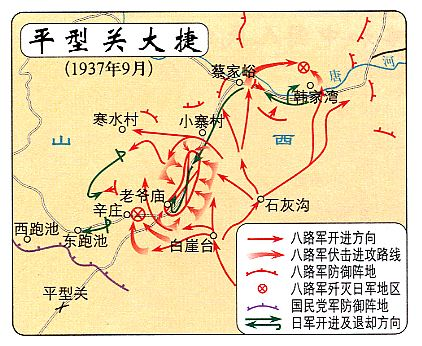 平型关大捷
(1937年9月)
蔡家峪
唐
河
韩家湾
寒水村
小寨村
山
西
老爷庙
辛庄
石灰沟
西跑池
东跑池
白崖台
平型关
八路军开进方向
八路军伏击进攻路线
八路军防御阵地
八路军歼灭日军地区
国民党军防御阵地
日军开进及退却方向